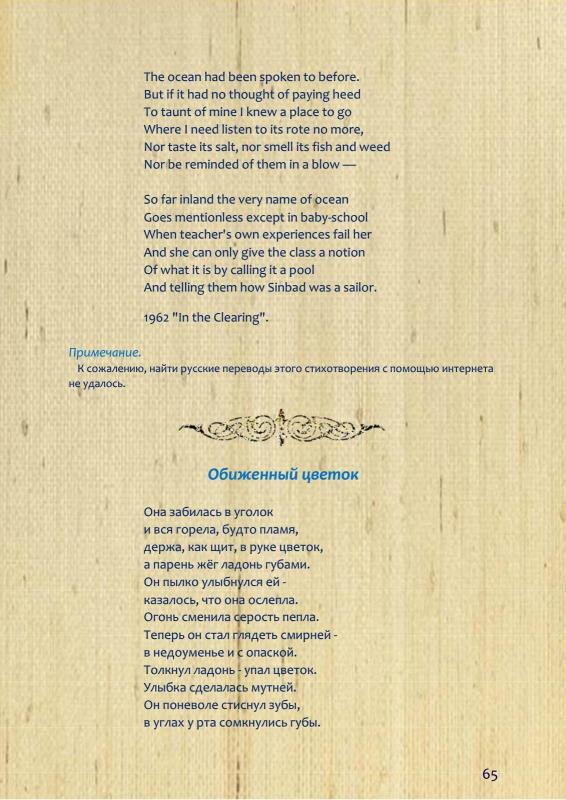 The ocean had been spoken to before.
But if it had no thought of paying heed
To taunt of mine I knew a place to go
Where I need listen to its rote no more,
Nor taste its salt, nor smell its fish and weed
Nor be reminded of them in a blow —
So far inland the very name of ocean
Goes mentionless except in baby-school
When teacher's own experiences fail her
And she can only give the class a notion
Of what it is by calling it a pool
And telling them how Sinbad was a sailor.
1962 "In the Clearing".
Примечание.
К сожалению, найти русские переводы этого стихотворения с помощью интернета
не удалось.
Обиженный цветок
Она забилась в уголок
и вся горела, будто пламя,
держа, как щит, в руке цветок,
а парень жёг ладонь губами.
Он пылко улыбнулся ей -
казалось, что она ослепла.
Огонь сменила серость пепла.
Теперь он стал глядеть смирней -
в недоуменье и с опаской.
Толкнул ладонь - упал цветок.
Улыбка сделалась мутней.
Он поневоле стиснул зубы,
в углах у рта сомкнулись губы.
65